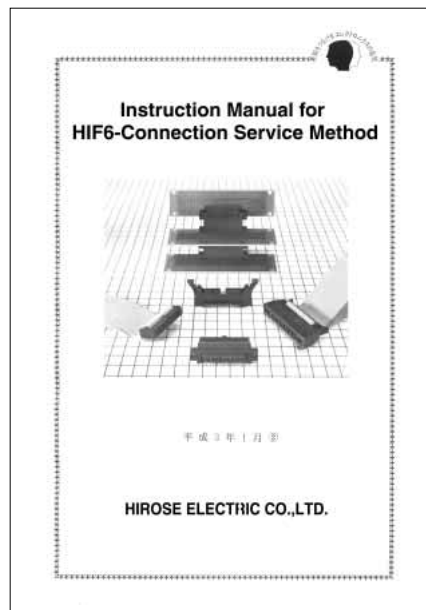 Instruction Manual for
HIF6-Connection Service Method
平成3年1月
HIROSE ELECTRIC CO.,LTD.